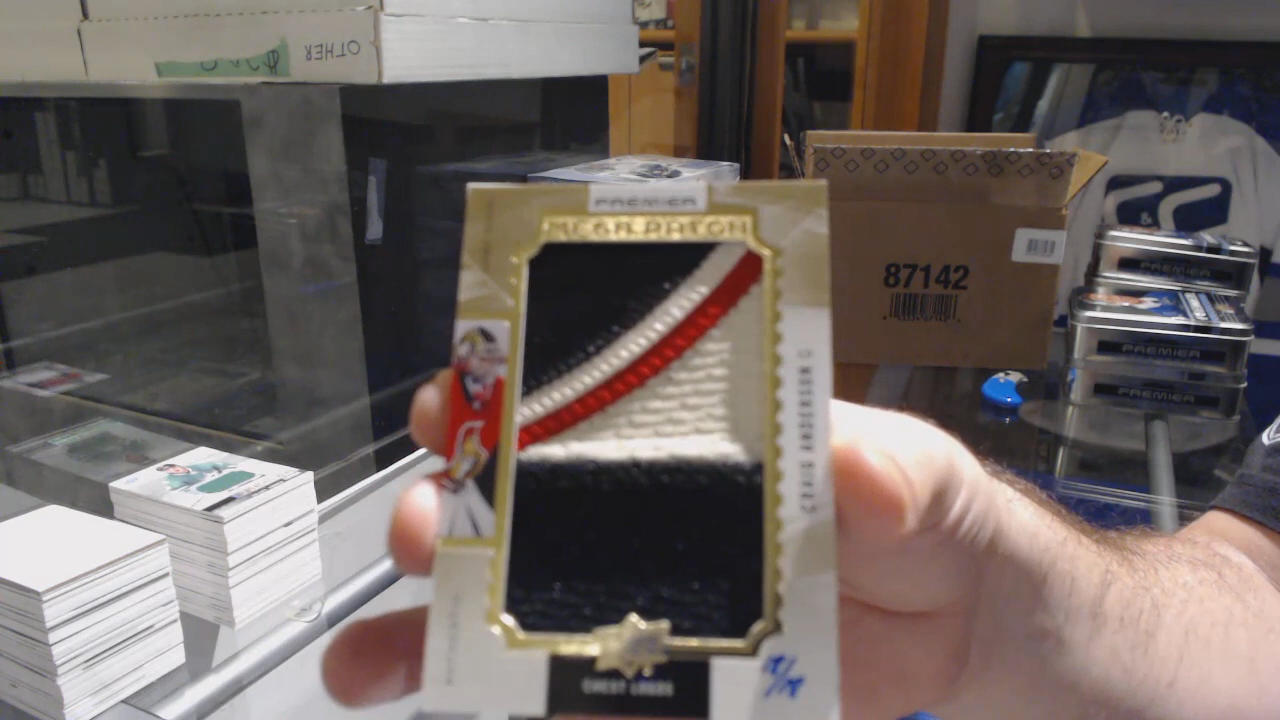 OTHER
PREMIER
MEGA PATCH
CRAIG ANDERSON G
CHEST LOGOS
87142
PREMIER
PREMIER
PREMIER